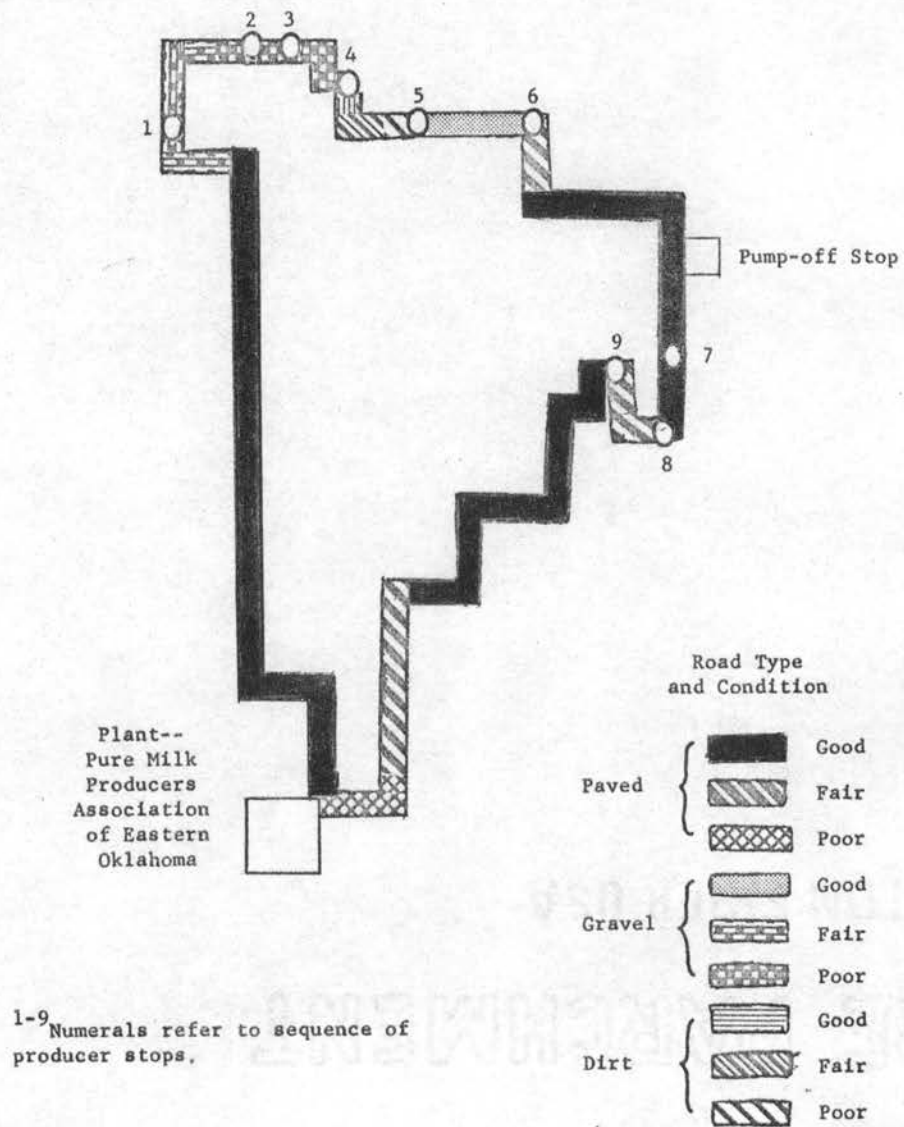 2 3
4
5 6
1
Pump-off Stop
9
7
8
Road Type
and Condition
Plant--
Pure Milk
Producers
Association
of Eastern
Oklahoma
Paved
Good
Fair
Poor
Gravel
Good
Fair
Poor
Dirt
Good
Fair
Poor
1-9Numerals refer to sequence of
producer stops.